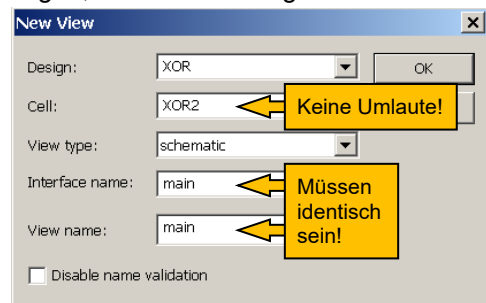 New View
Design: XOR OK
Cell: XOR2 Keine Umlaute!
View type: schematic
Interface name: main Müssen
identisch
sein!
View name: main
Disable name validation